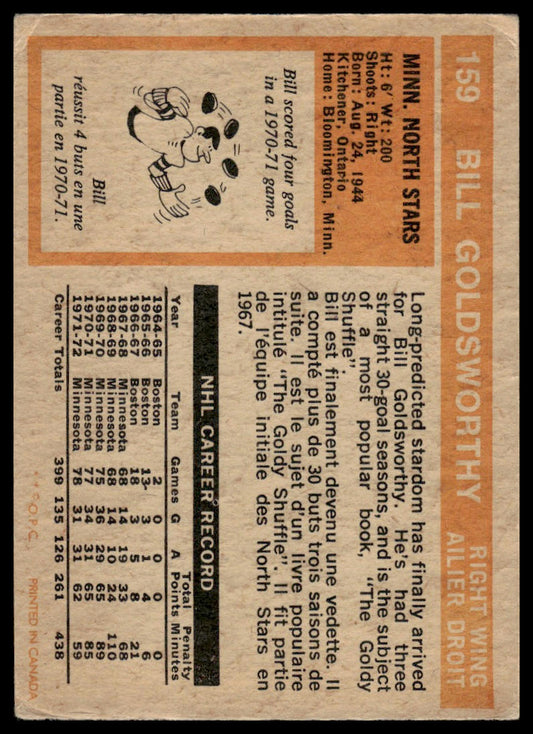 159 BILL GOLDSWORTHY
RIGHT WING
AILIER DROIT
MINN. NORTH STARS
Ht: 6' Wt: 200
Shoots: Right
Born: Aug. 24, 1944
Kitchener, Ontario
Home: Bloomington, Minn.
Bill scored four goals
in a 1970-71 game.
Bill
réussit 4 buts en une
partie en 1970-71.
Long-predicted stardom has finally arrived
for Bill Goldsworthy. He's had three
straight 30-goal seasons, and is the subject
of a most popular book, "The Goldy
Shuffle".
Bill est finalement devenu une vedette. Il
a compté plus de 30 buts trois saisons de
suite. Il est le sujet d'un livre populaire
intitulé "The Goldy Shuffle". Il fit partie
de l'équipe initiale des North Stars en
1967.
NHL CAREER RECORD
Total Penalty
Year Team Games G A Points Minutes
1964-65 Boston 2 0 0 0 0
1965-66 Boston 13- 3 1 4 6
1966-67 Boston 18 3 5 8 21
1967-68 Minnesota 68 14 19 33 68
1968-69 Minnesota 68 14 10 24 110
1969-70 Minnesota 75 36 29 65 89
1970-71 Minnesota 77 34 31 65 85
1971-72 Minnesota 78 31 31 62 59
Career Totals 399 135 126 261 438
** © O.P.C. PRINTED IN CANADA